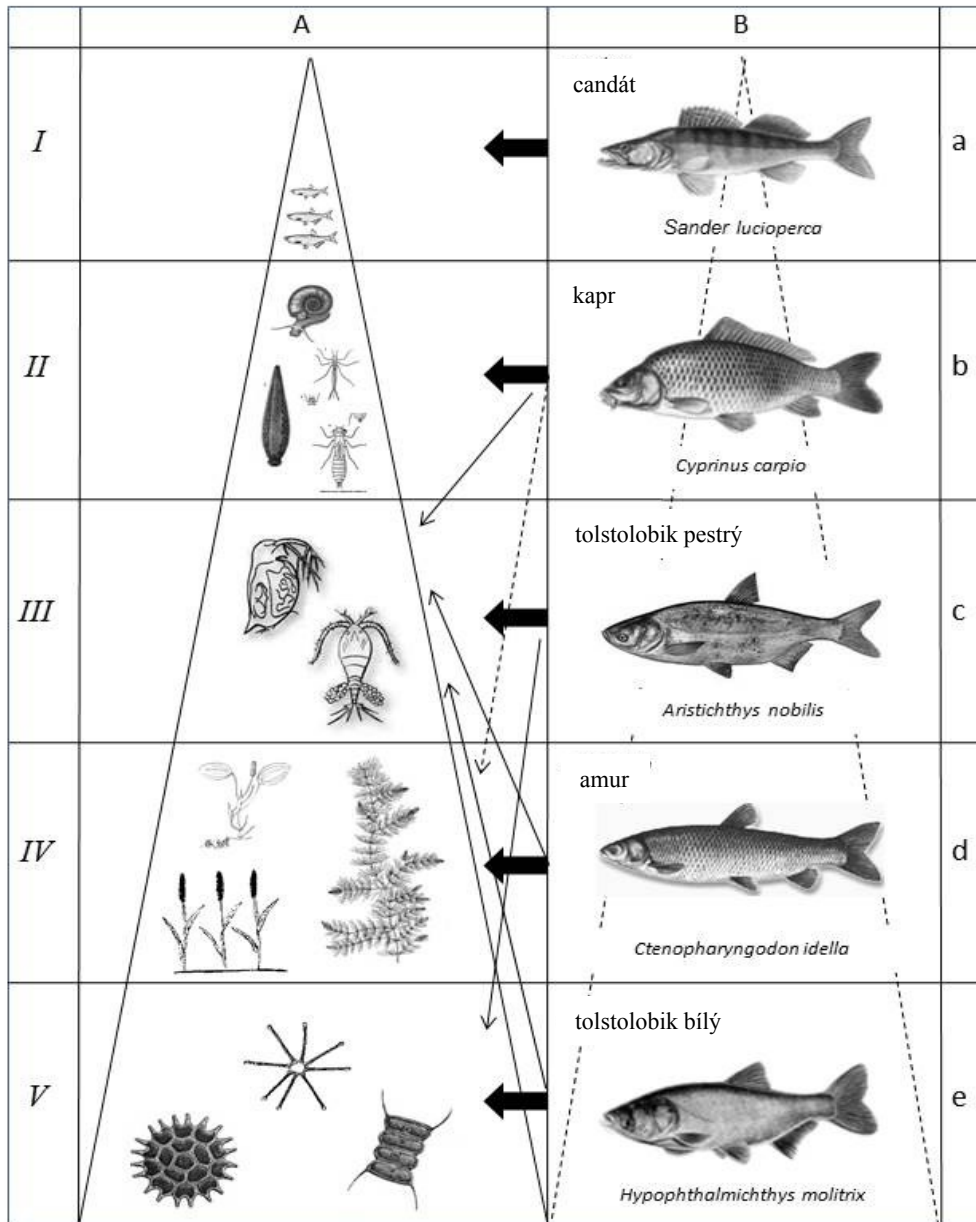 A B
I candát a
Sander lucioperca
II kapr b
Cyprinus carpio
III tolstolobik pestrý c
Aristichthys nobilis
IV amur d
Ctenopharyngodon idella
V tolstolobik bílý e
Hypophthalmichthys molitrix